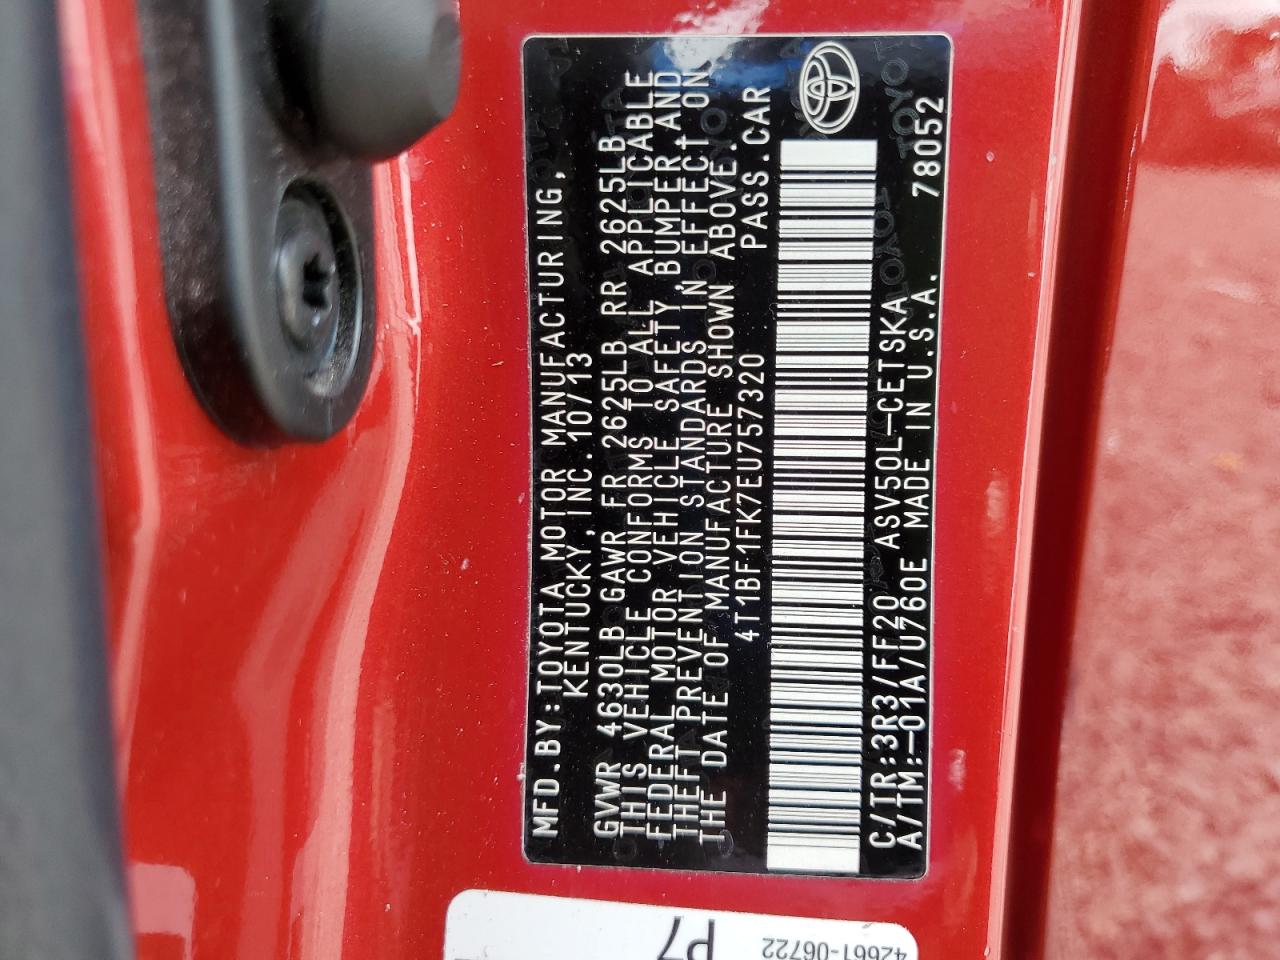 MFD.BY:TOYOTA MOTOR MANUFACTURING,
KENTUCKY,INC.10/13
GVWR 4630LB GAWR FR 2625LB RR 2625LB
THIS VEHICLE CONFORMS TO ALL APPLICABLE
FEDERAL MOTOR VEHICLE SAFETY,BUMPER AND
THEFT PREVENTION STANDARDS IN EFFECT ON
THE DATE OF MANUFACTURE SHOWN ABOVE.
4T1BF1FK7EU757320 PASS.CAR
C/TR:3R3/FF20 ASV50L-CETSKA
A/TM:-01A/U760E MADE IN U.S.A. 78052
P7
42661-06722